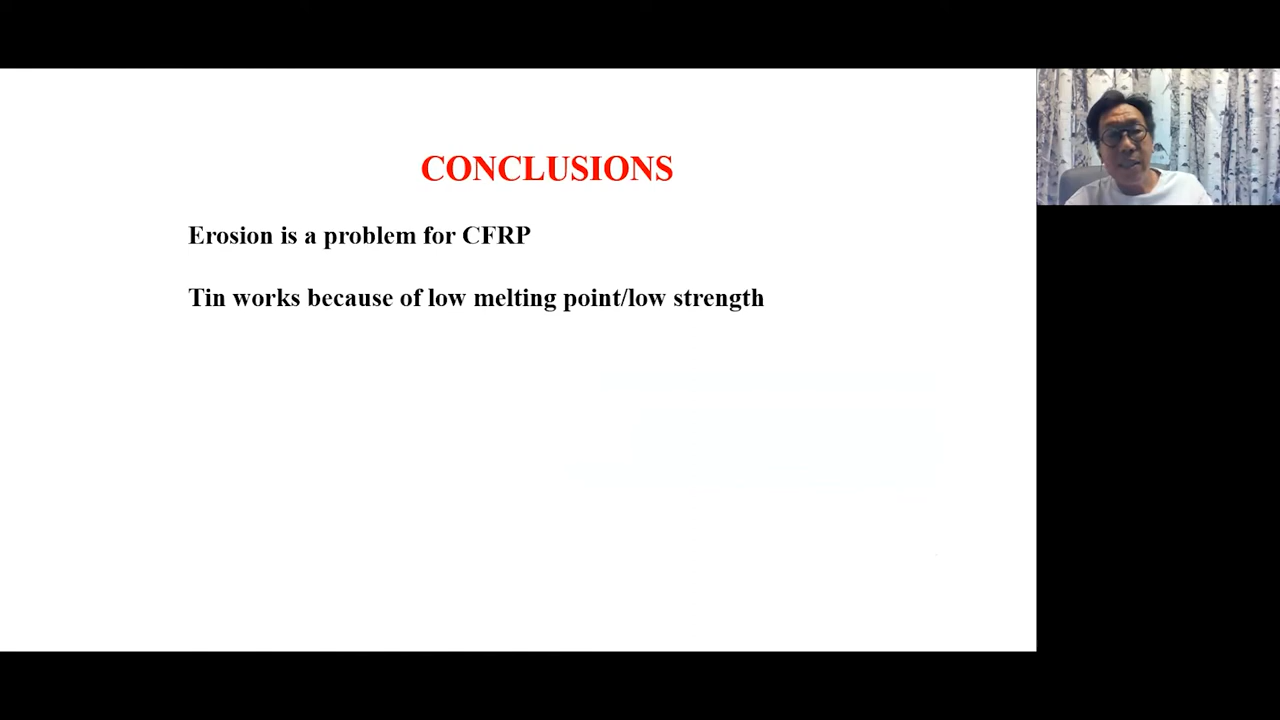 CONCLUSIONS
Erosion is a problem for CFRP
Tin works because of low melting point/low strength